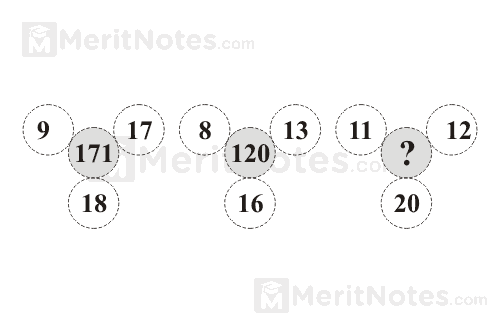 MeritNotes.com
9 17 8 13 11 12
171 120 ?
MeritNotes.com
18 16 20
MeritNotes.com